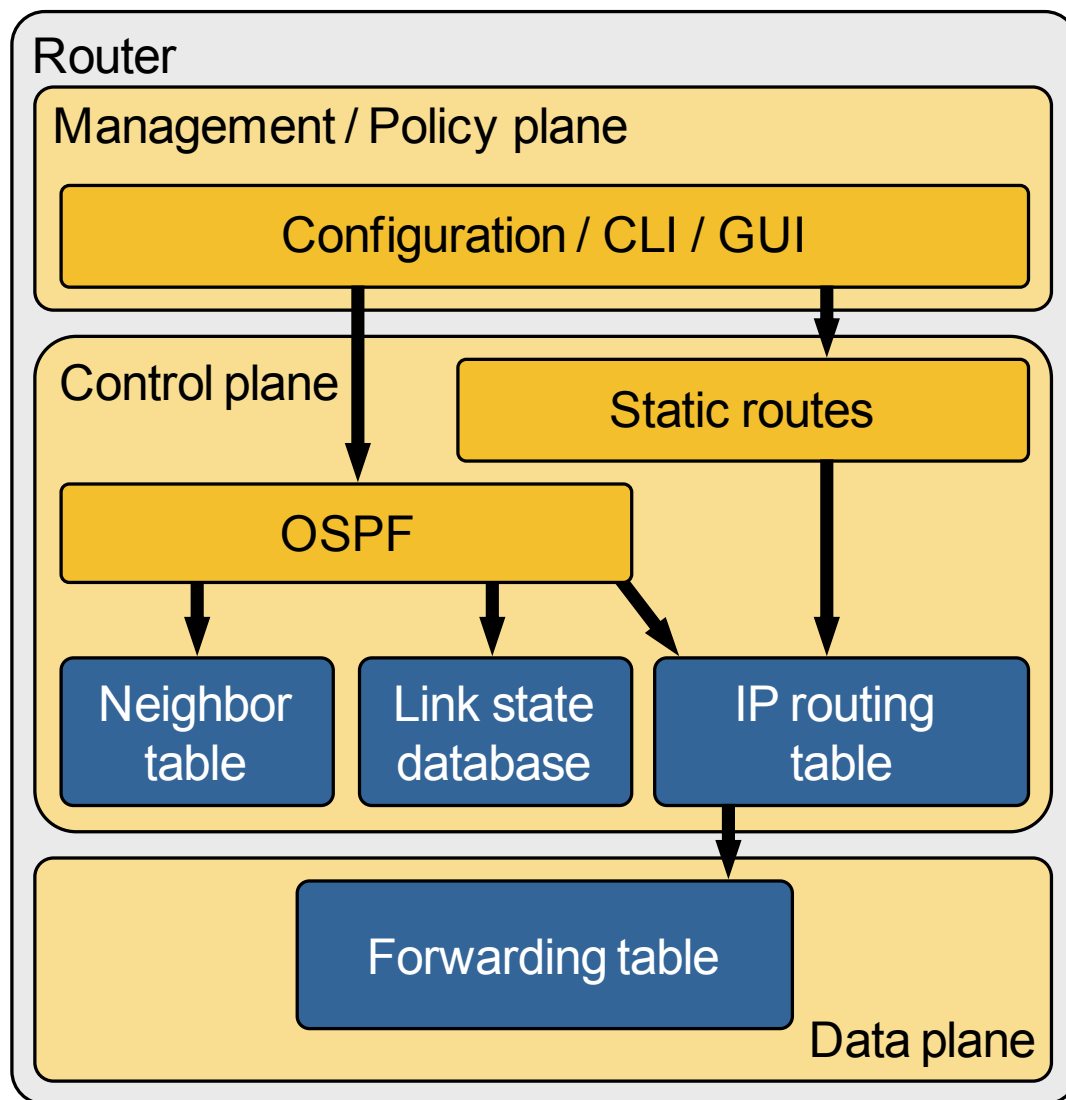 Router
Management / Policy plane
Configuration / CLI / GUI
Control plane
Static routes
OSPF
Neighbor
table
Link state
database
IP routing
table
Forwarding table
Data plane